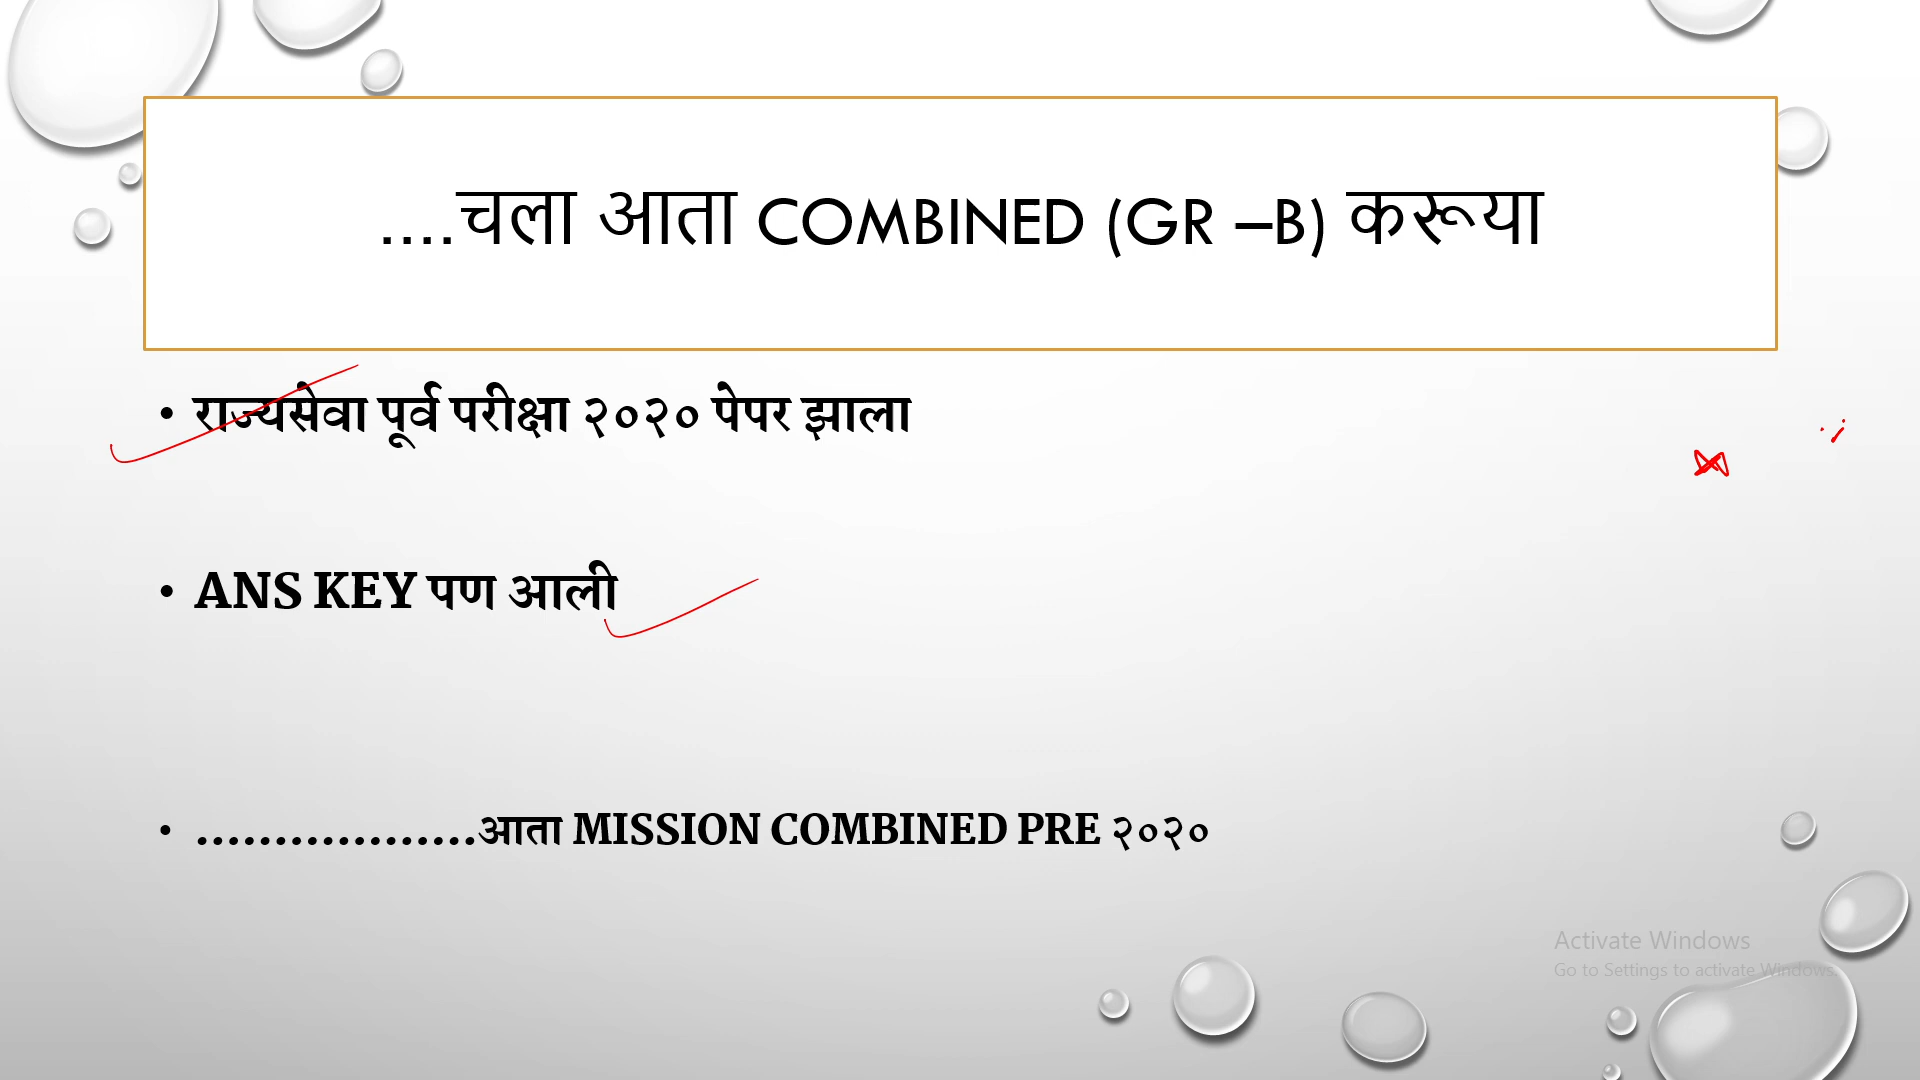 ....चला आता COMBINED (GR –B) करूया
• राज्यसेवा पूर्व परीक्षा २०२० पेपर झाला
• ANS KEY पण आली
• ..................आता MISSION COMBINED PRE २०२०
Activate Windows
Go to Settings to activate Windows.